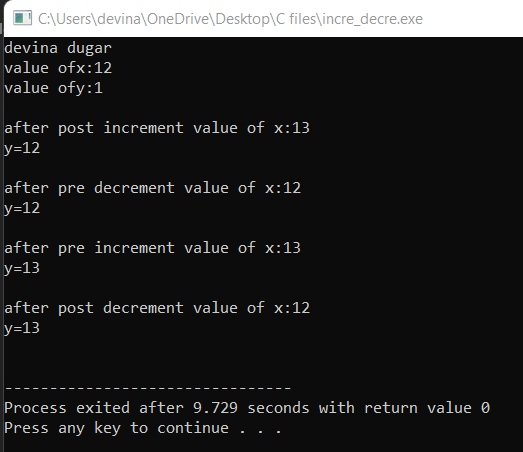 C:\Users\devina\OneDrive\Desktop\C files\incre_decre.exe
devina dugar
value ofx:12
value ofy:1
after post increment value of x:13
y=12
after pre decrement value of x:12
y=12
after pre increment value of x:13
y=13
after post decrement value of x:12
y=13
--------------------------------
Process exited after 9.729 seconds with return value 0
Press any key to continue . . .